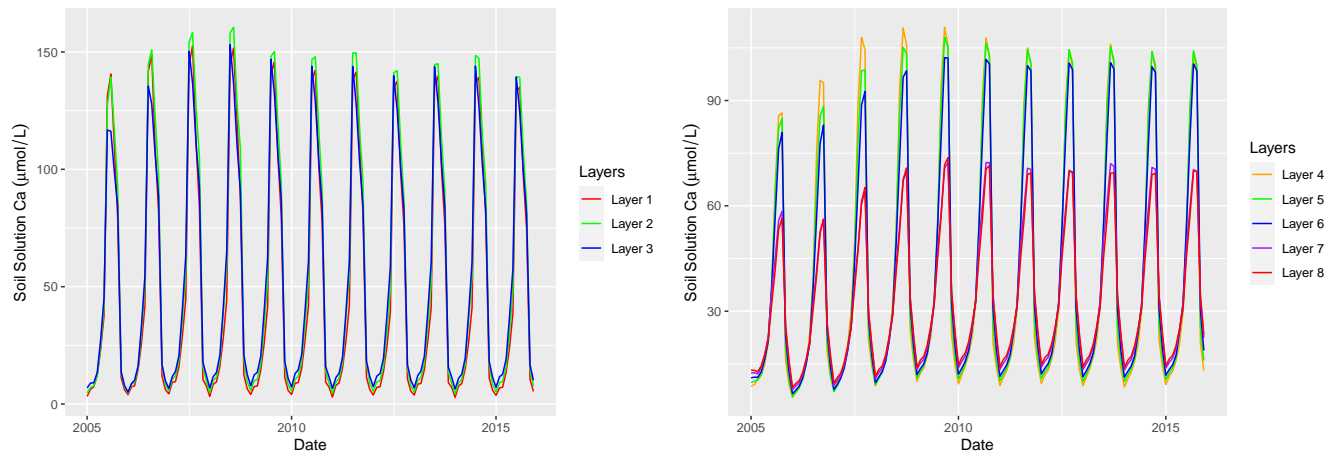 Soil Solution Ca (μmol/L)
150
100
50
0
2005
2010
2015
Date
Layers
Layer 1
Layer 2
Layer 3
Soil Solution Ca (μmol/L)
90
60
30
2005
2010
2015
Date
Layers
Layer 4
Layer 5
Layer 6
Layer 7
Layer 8